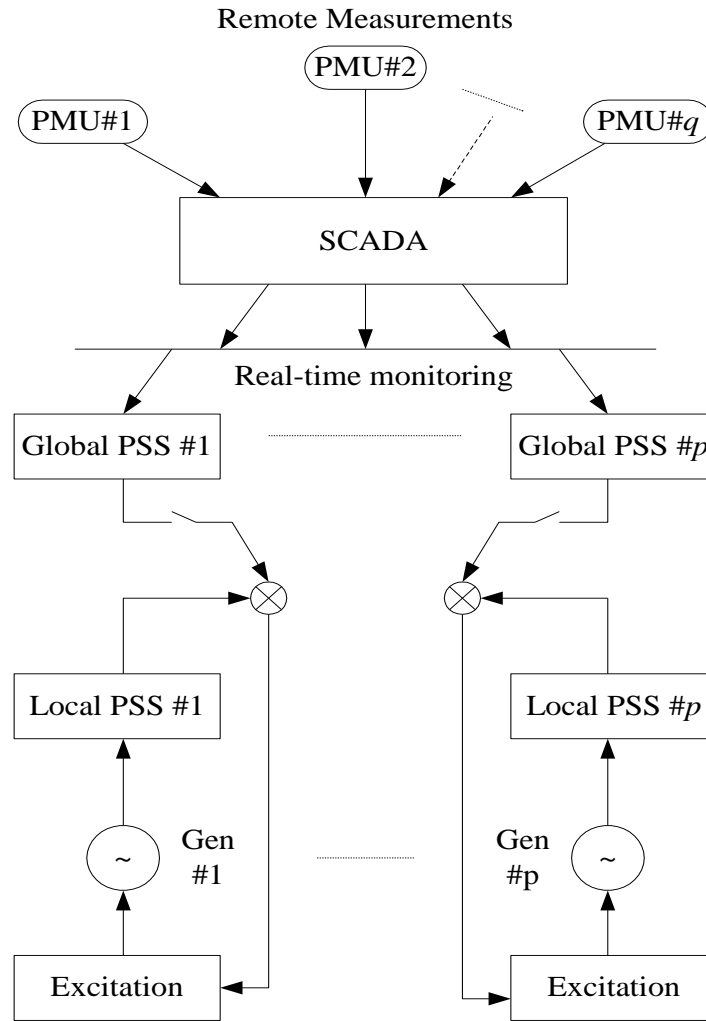 Remote Measurements
PMU#2
PMU#1
PMU#q
SCADA
Real-time monitoring
Global PSS #1
Global PSS #p
Local PSS #1
Local PSS #p
~
Gen
#1
Gen
#p
~
Excitation
Excitation